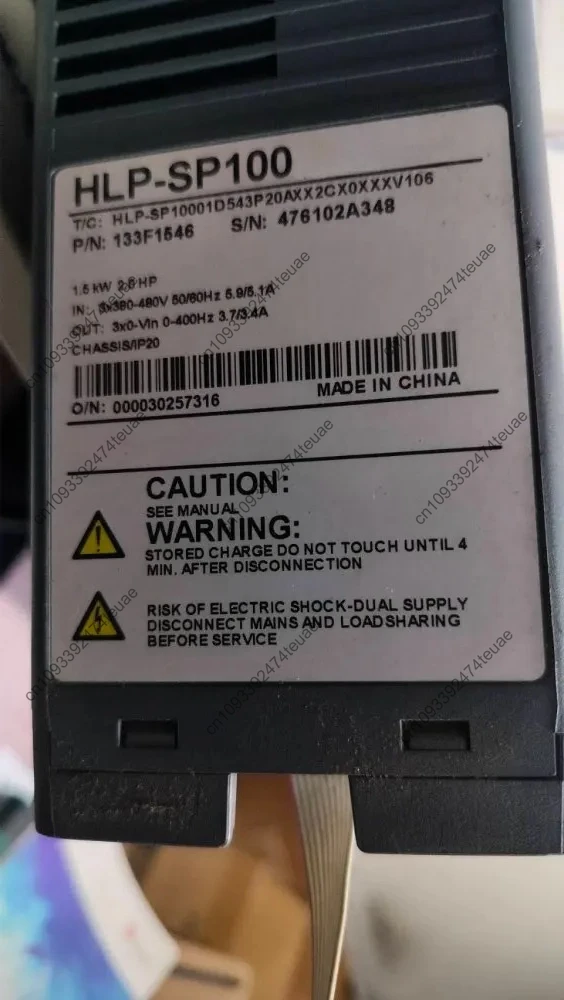 HLP-SP100
T/C: HLP-SP10001D543P20AXX2CX0XXXV106
P/N: 133F1546 S/N: 476102A348
1.5 kW 2.0HP
IN: 3x380-480V 50/60Hz 5.9/5.1A
OUT: 3x0-Vin 0-400Hz 3.7/3.4A
CHASSIS/IP20
O/N: 000030257316 MADE IN CHINA
CAUTION:
SEE MANUAL
WARNING:
STORED CHARGE DO NOT TOUCH UNTIL 4
MIN. AFTER DISCONNECTION
RISK OF ELECTRIC SHOCK-DUAL SUPPLY
DISCONNECT MAINS AND LOADSHARING
BEFORE SERVICE
cn1093392474teuae